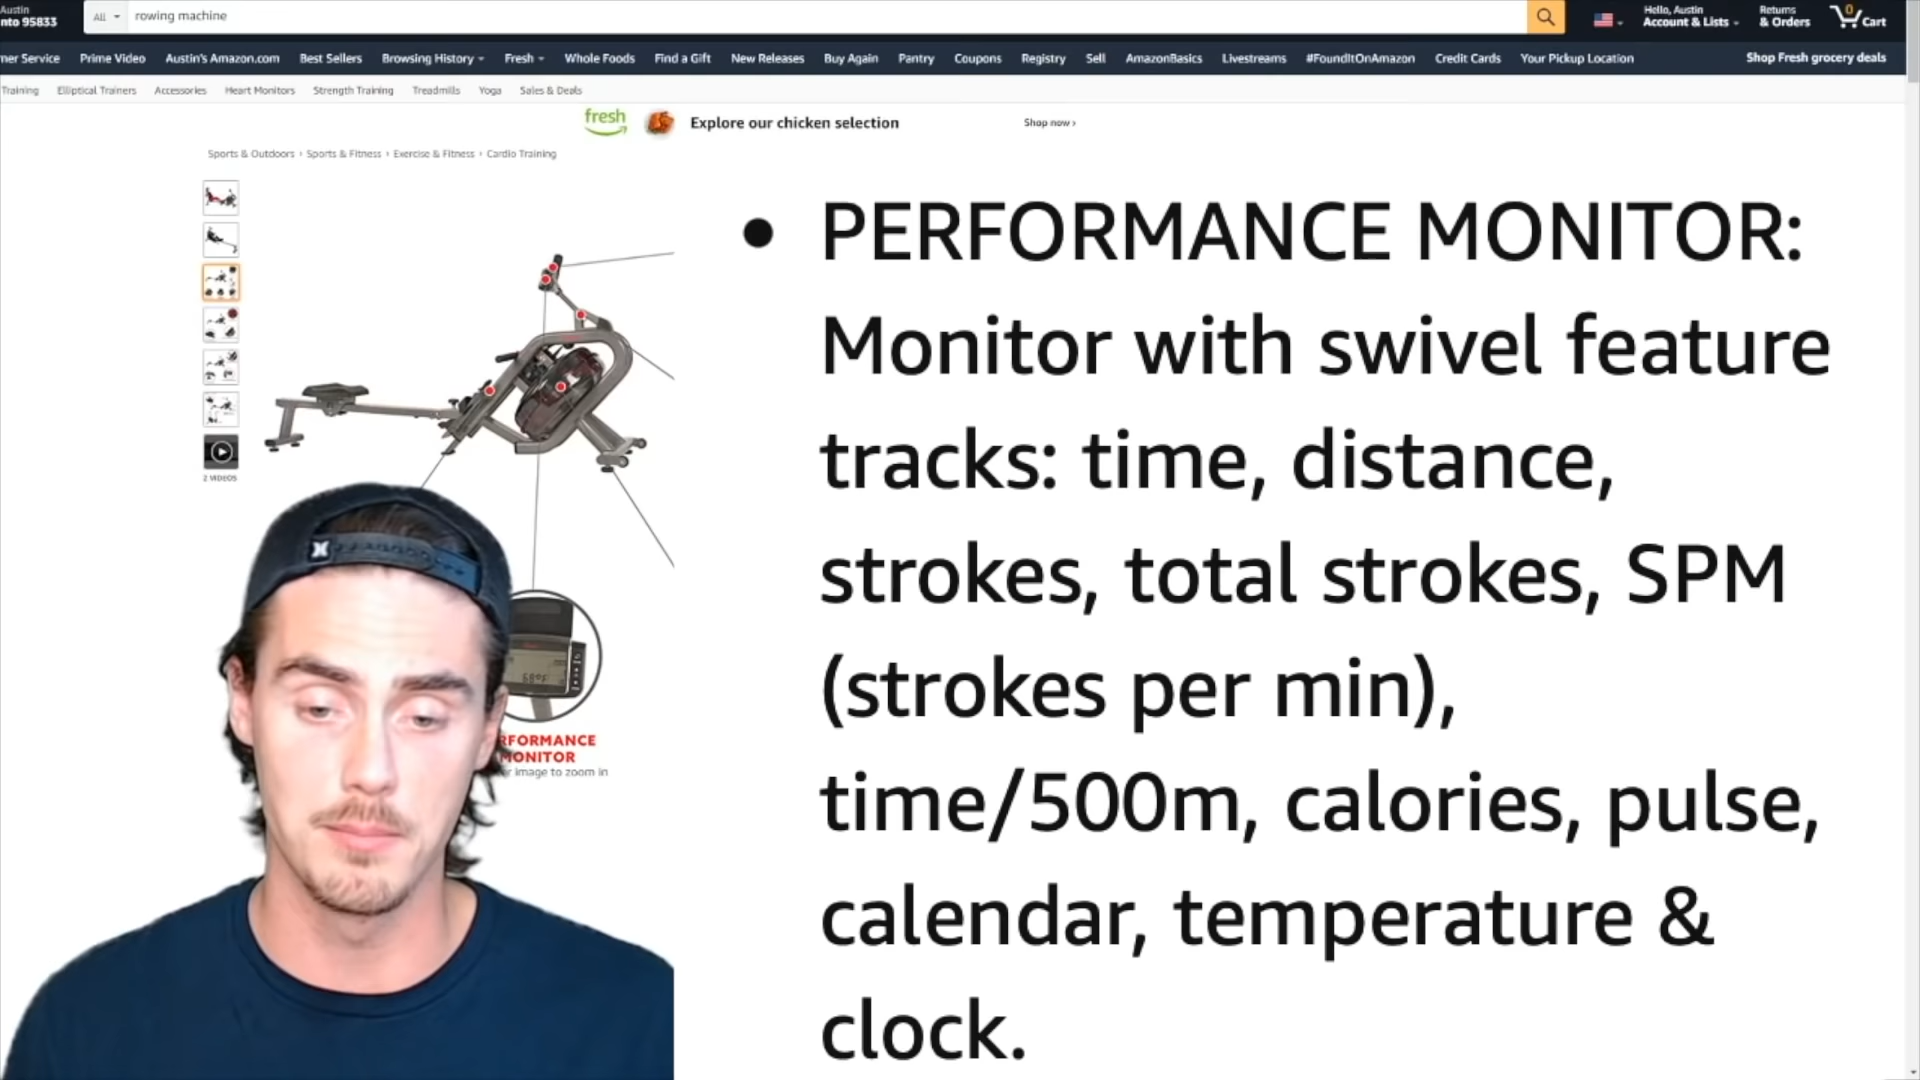 Austin
nto 95833
All
rowing machine
Hello, Austin
Account & Lists
Returns
& Orders
0
Cart
mer Service
Prime Video
Austin's Amazon.com
Best Sellers
Browsing History
Fresh
Whole Foods
Find a Gift
New Releases
Buy Again
Pantry
Coupons
Registry
Sell
AmazonBasics
Livestreams
#FoundItOnAmazon
Credit Cards
Your Pickup Location
Shop Fresh grocery deals
Training
Elliptical Trainers
Accessories
Heart Monitors
Strength Training
Treadmills
Yoga
Sales & Deals
fresh
Explore our chicken selection
Shop now ›
Sports & Outdoors › Sports & Fitness › Exercise & Fitness › Cardio Training
2 VIDEOS
68°F
RFORMANCE
MONITOR
r image to zoom in
• PERFORMANCE MONITOR:
Monitor with swivel feature
tracks: time, distance,
strokes, total strokes, SPM
(strokes per min),
time/500m, calories, pulse,
calendar, temperature &
clock.